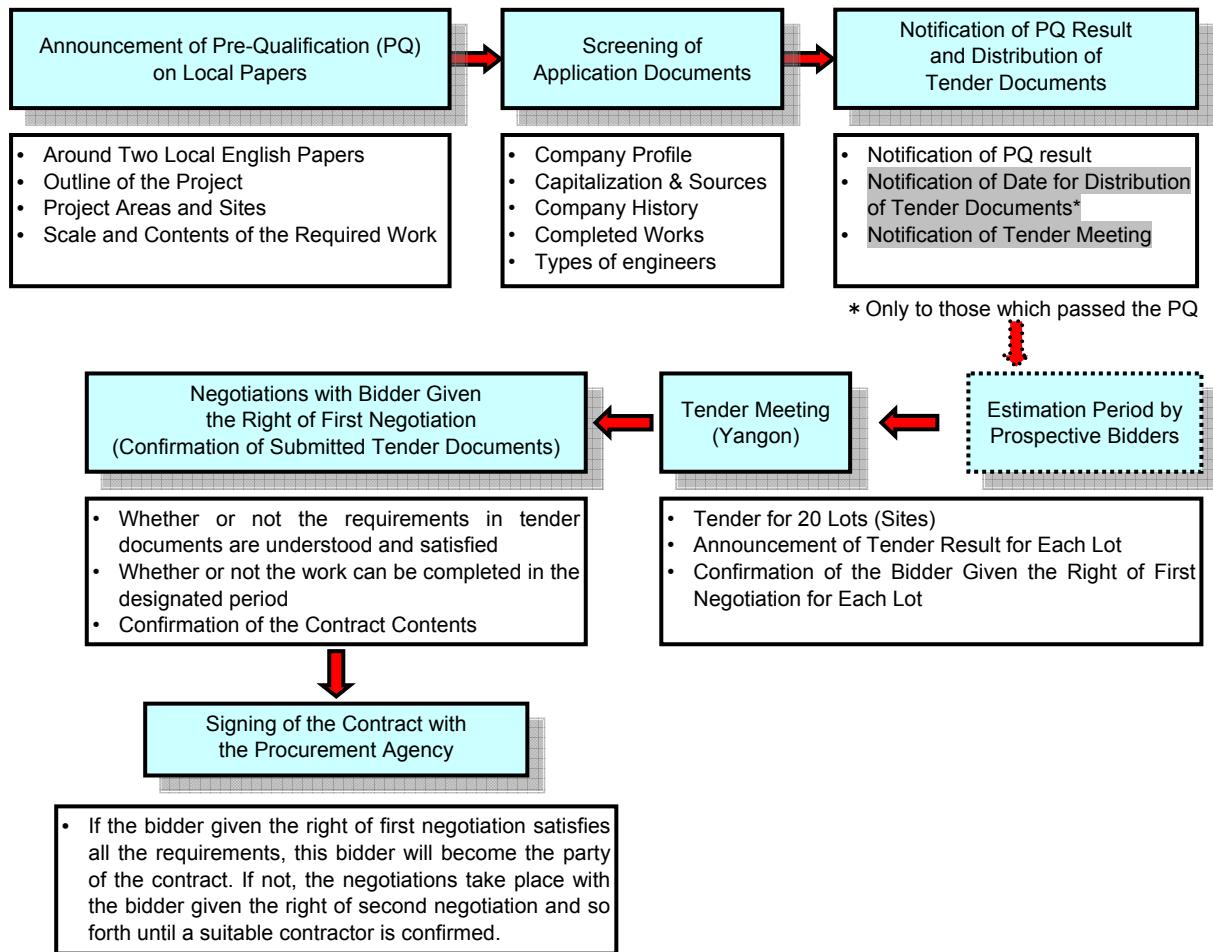 Announcement of Pre-Qualification (PQ)
on Local Papers
• Around Two Local English Papers
• Outline of the Project
• Project Areas and Sites
• Scale and Contents of the Required Work
Screening of
Application Documents
• Company Profile
• Capitalization & Sources
• Company History
• Completed Works
• Types of engineers
Notification of PQ Result
and Distribution of
Tender Documents
• Notification of PQ result
• Notification of Date for Distribution
of Tender Documents*
• Notification of Tender Meeting
* Only to those which passed the PQ
Estimation Period by
Prospective Bidders
Tender Meeting
(Yangon)
• Tender for 20 Lots (Sites)
• Announcement of Tender Result for Each Lot
• Confirmation of the Bidder Given the Right of First
Negotiation for Each Lot
Negotiations with Bidder Given
the Right of First Negotiation
(Confirmation of Submitted Tender Documents)
• Whether or not the requirements in tender
documents are understood and satisfied
• Whether or not the work can be completed in the
designated period
• Confirmation of the Contract Contents
Signing of the Contract with
the Procurement Agency
• If the bidder given the right of first negotiation satisfies
all the requirements, this bidder will become the party
of the contract. If not, the negotiations take place with
the bidder given the right of second negotiation and so
forth until a suitable contractor is confirmed.